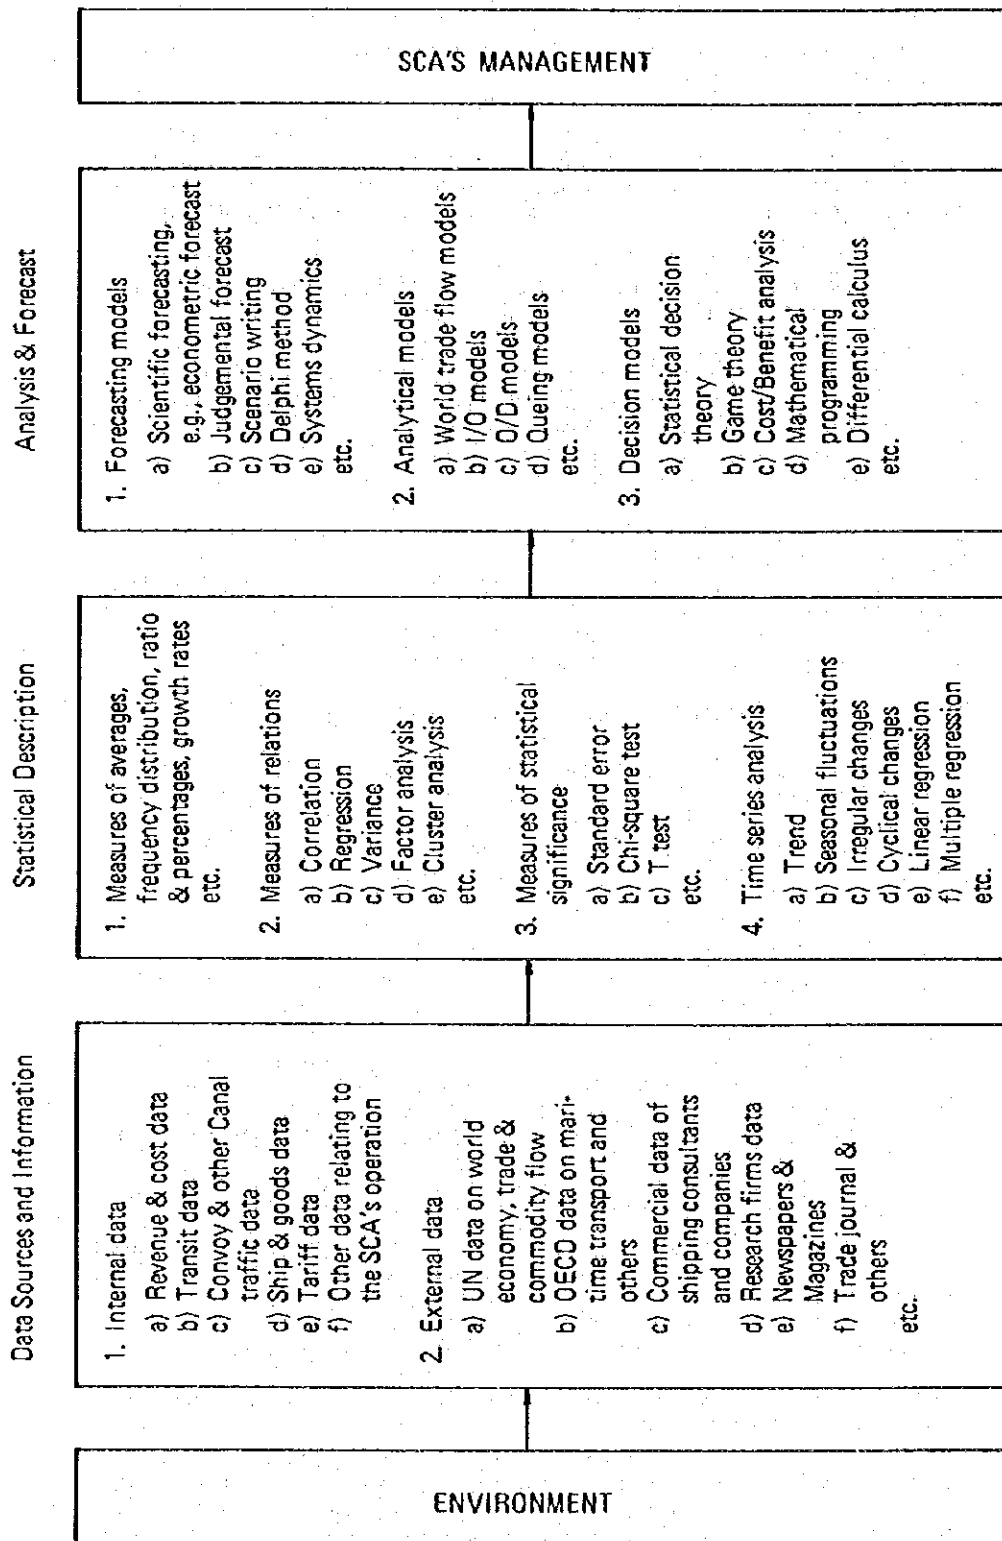 ENVIRONMENT
Data Sources and Information
1. Internal data
a) Revenue & cost data
b) Transit data
c) Convoy & other Canal
traffic data
d) Ship & goods data
e) Tariff data
f) Other data relating to
the SCA's operation
2. External data
a) UN data on world
economy, trade &
commodity flow
b) OECD data on mari-
time transport and
others
c) Commercial data of
shipping consultants
and companies
d) Research firms data
e) Newspapers &
Magazines
f) Trade journal &
others
etc.
Statistical Description
1. Measures of averages,
frequency distribution, ratio
& percentages, growth rates
etc.
2. Measures of relations
a) Correlation
b) Regression
c) Variance
d) Factor analysis
e) Cluster analysis
etc.
3. Measures of statistical
significance
a) Standard error
b) Chi-square test
c) T test
etc.
4. Time series analysis
a) Trend
b) Seasonal fluctuations
c) Irregular changes
d) Cyclical changes
e) Linear regression
f) Multiple regression
etc.
Analysis & Forecast
1. Forecasting models
a) Scientific forecasting,
e.g., econometric forecast
b) Judgemental forecast
c) Scenario writing
d) Delphi method
e) Systems dynamics
etc.
2. Analytical models
a) World trade flow models
b) I/O models
c) O/D models
d) Queing models
etc.
3. Decision models
a) Statistical decision
theory
b) Game theory
c) Cost/Benefit analysis
d) Mathematical
programming
e) Differential calculus
etc.
SCA'S MANAGEMENT